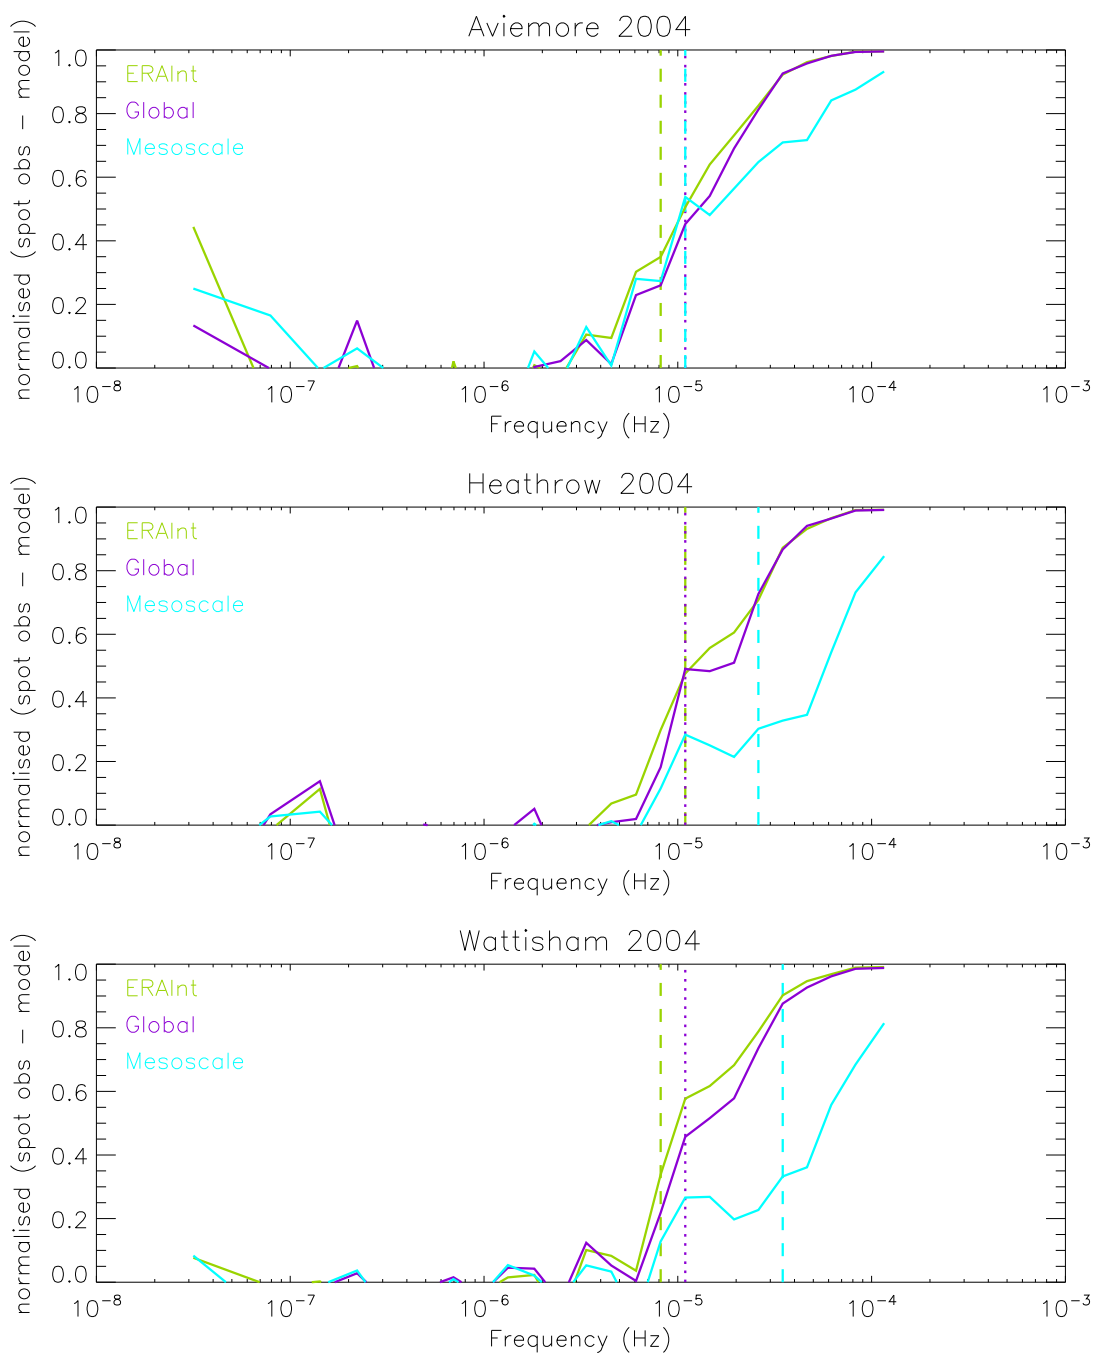 Aviemore 2004
normalised (spot obs – model)
1.0
0.8
0.6
0.4
0.2
0.0
ERAInt
Global
Mesoscale
10⁻⁸ 10⁻⁷ 10⁻⁶ 10⁻⁵ 10⁻⁴ 10⁻³
Frequency (Hz)
Heathrow 2004
normalised (spot obs – model)
1.0
0.8
0.6
0.4
0.2
0.0
ERAInt
Global
Mesoscale
10⁻⁸ 10⁻⁷ 10⁻⁶ 10⁻⁵ 10⁻⁴ 10⁻³
Frequency (Hz)
Wattisham 2004
normalised (spot obs – model)
1.0
0.8
0.6
0.4
0.2
0.0
ERAInt
Global
Mesoscale
10⁻⁸ 10⁻⁷ 10⁻⁶ 10⁻⁵ 10⁻⁴ 10⁻³
Frequency (Hz)